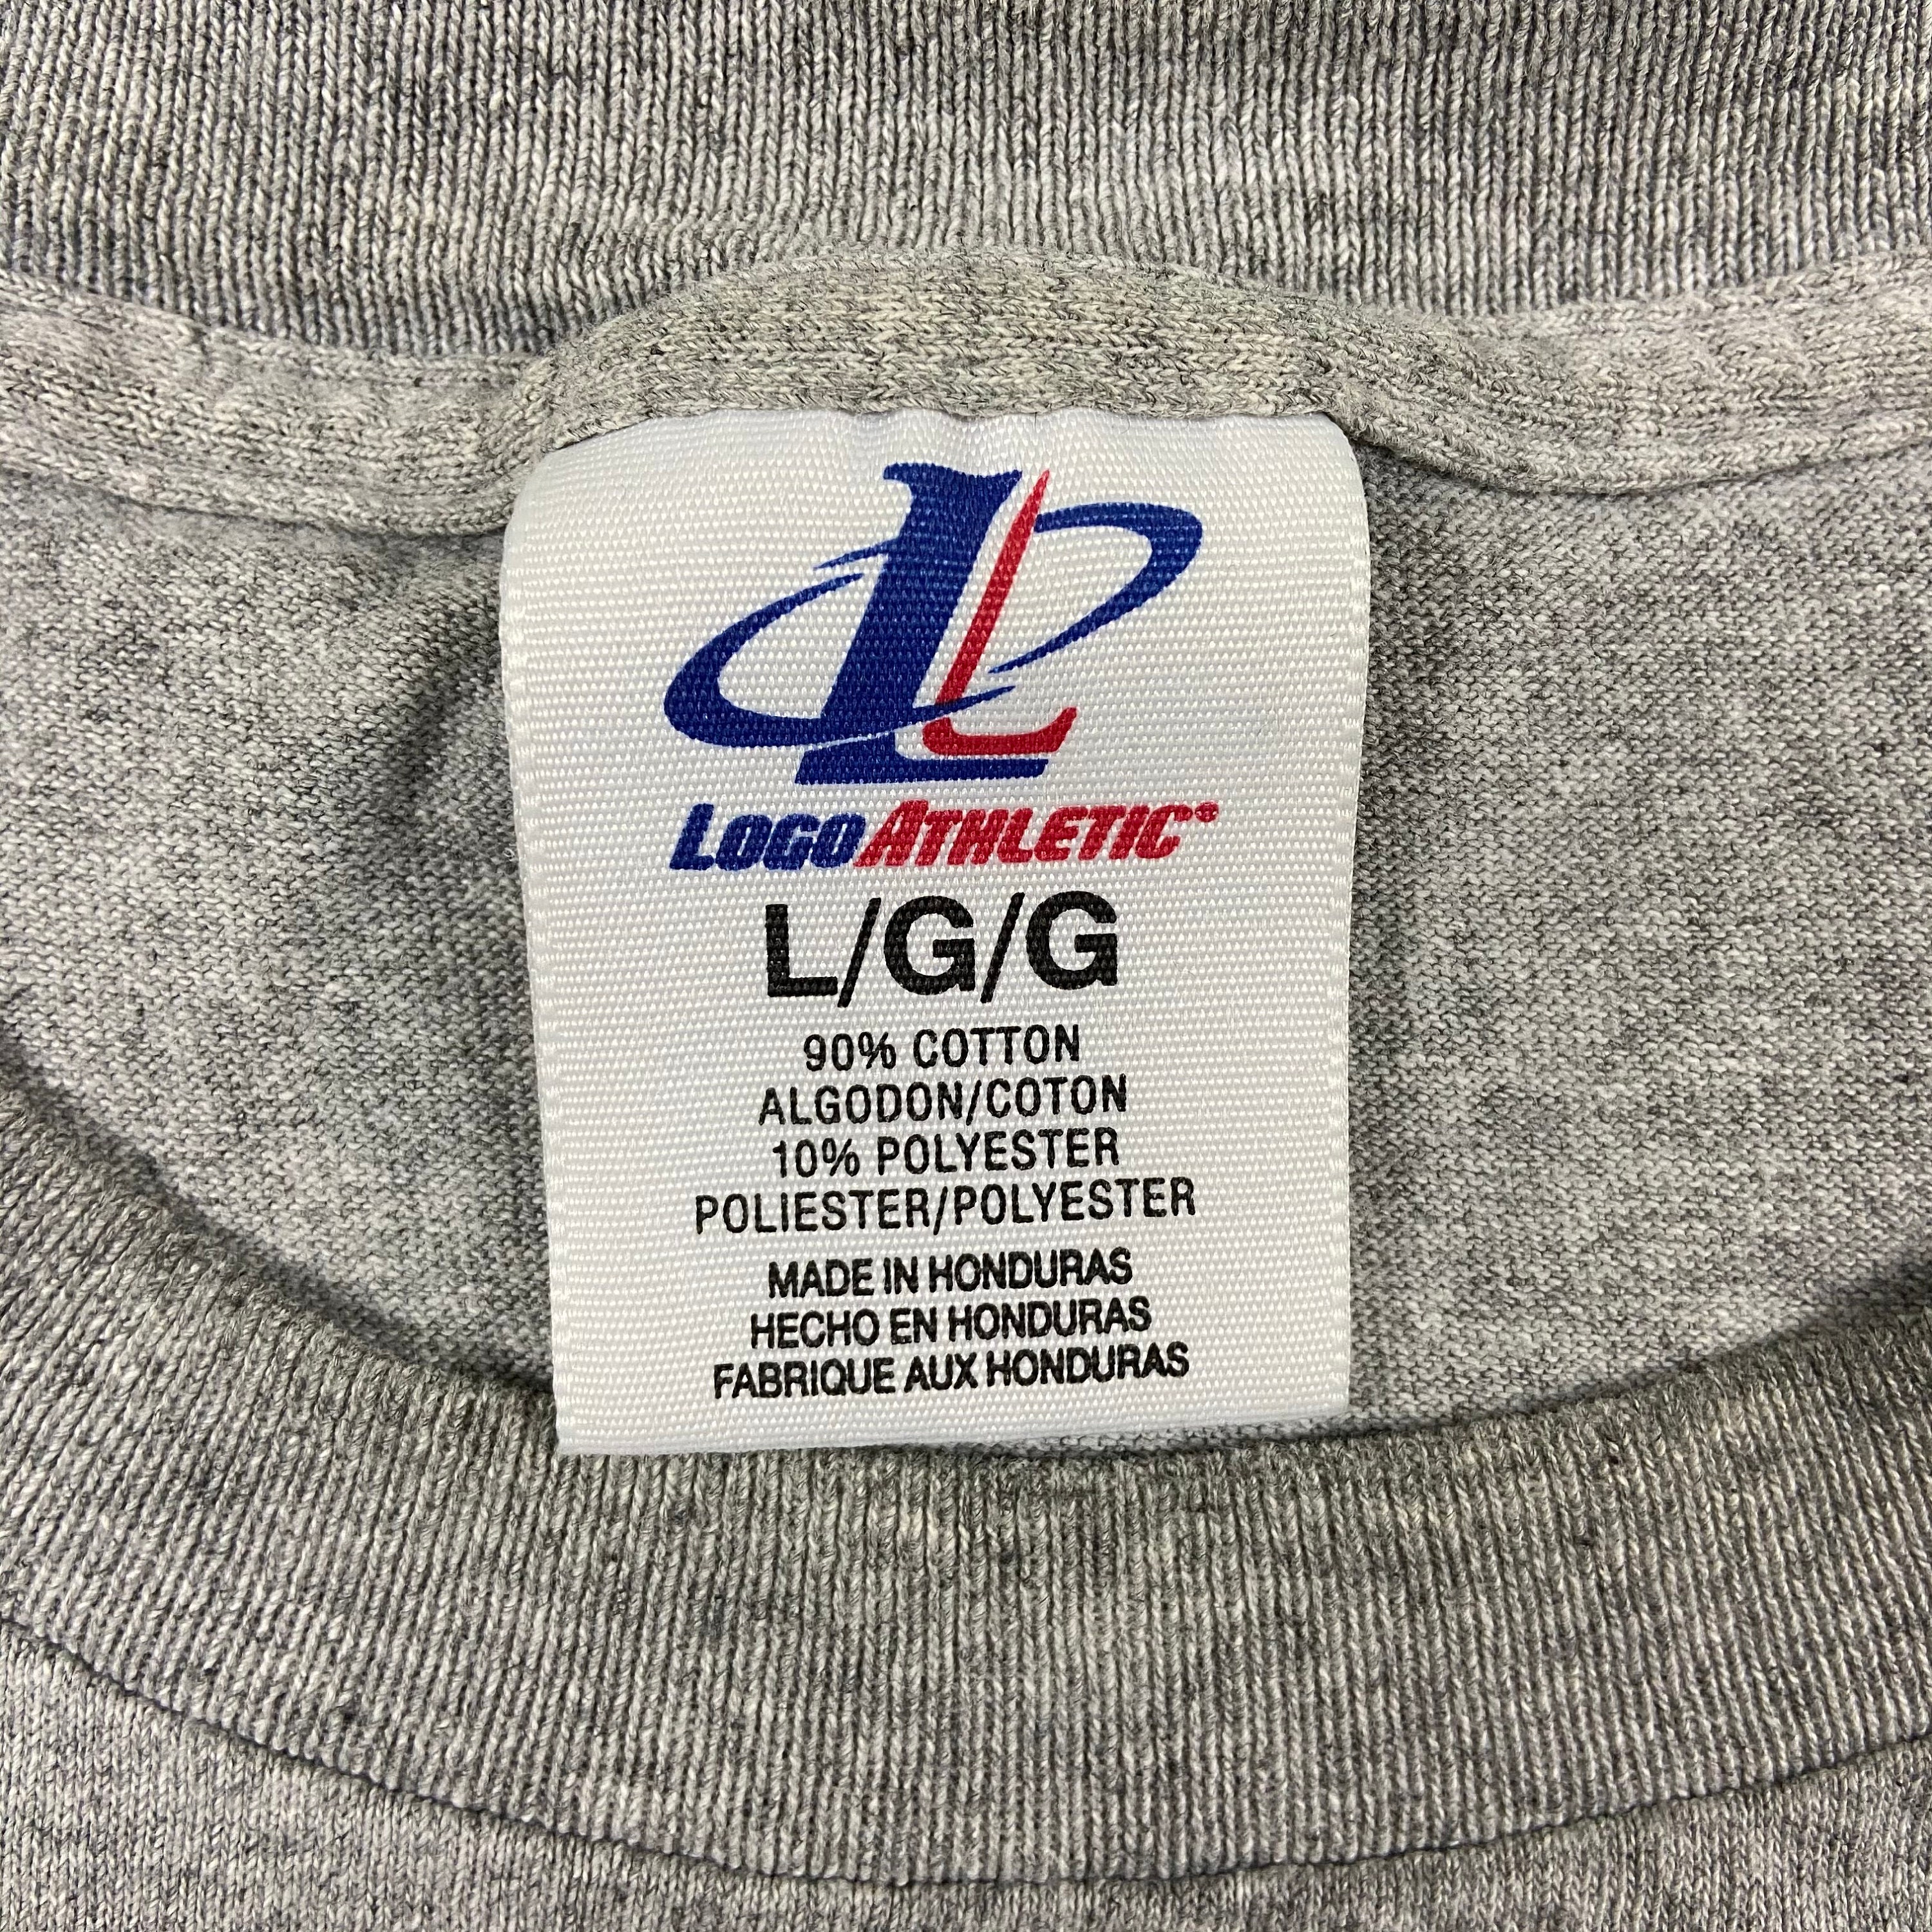 LOGOATHLETIC®
L/G/G
90% COTTON
ALGODON/COTON
10% POLYESTER
POLIESTER/POLYESTER
MADE IN HONDURAS
HECHO EN HONDURAS
FABRIQUE AUX HONDURAS